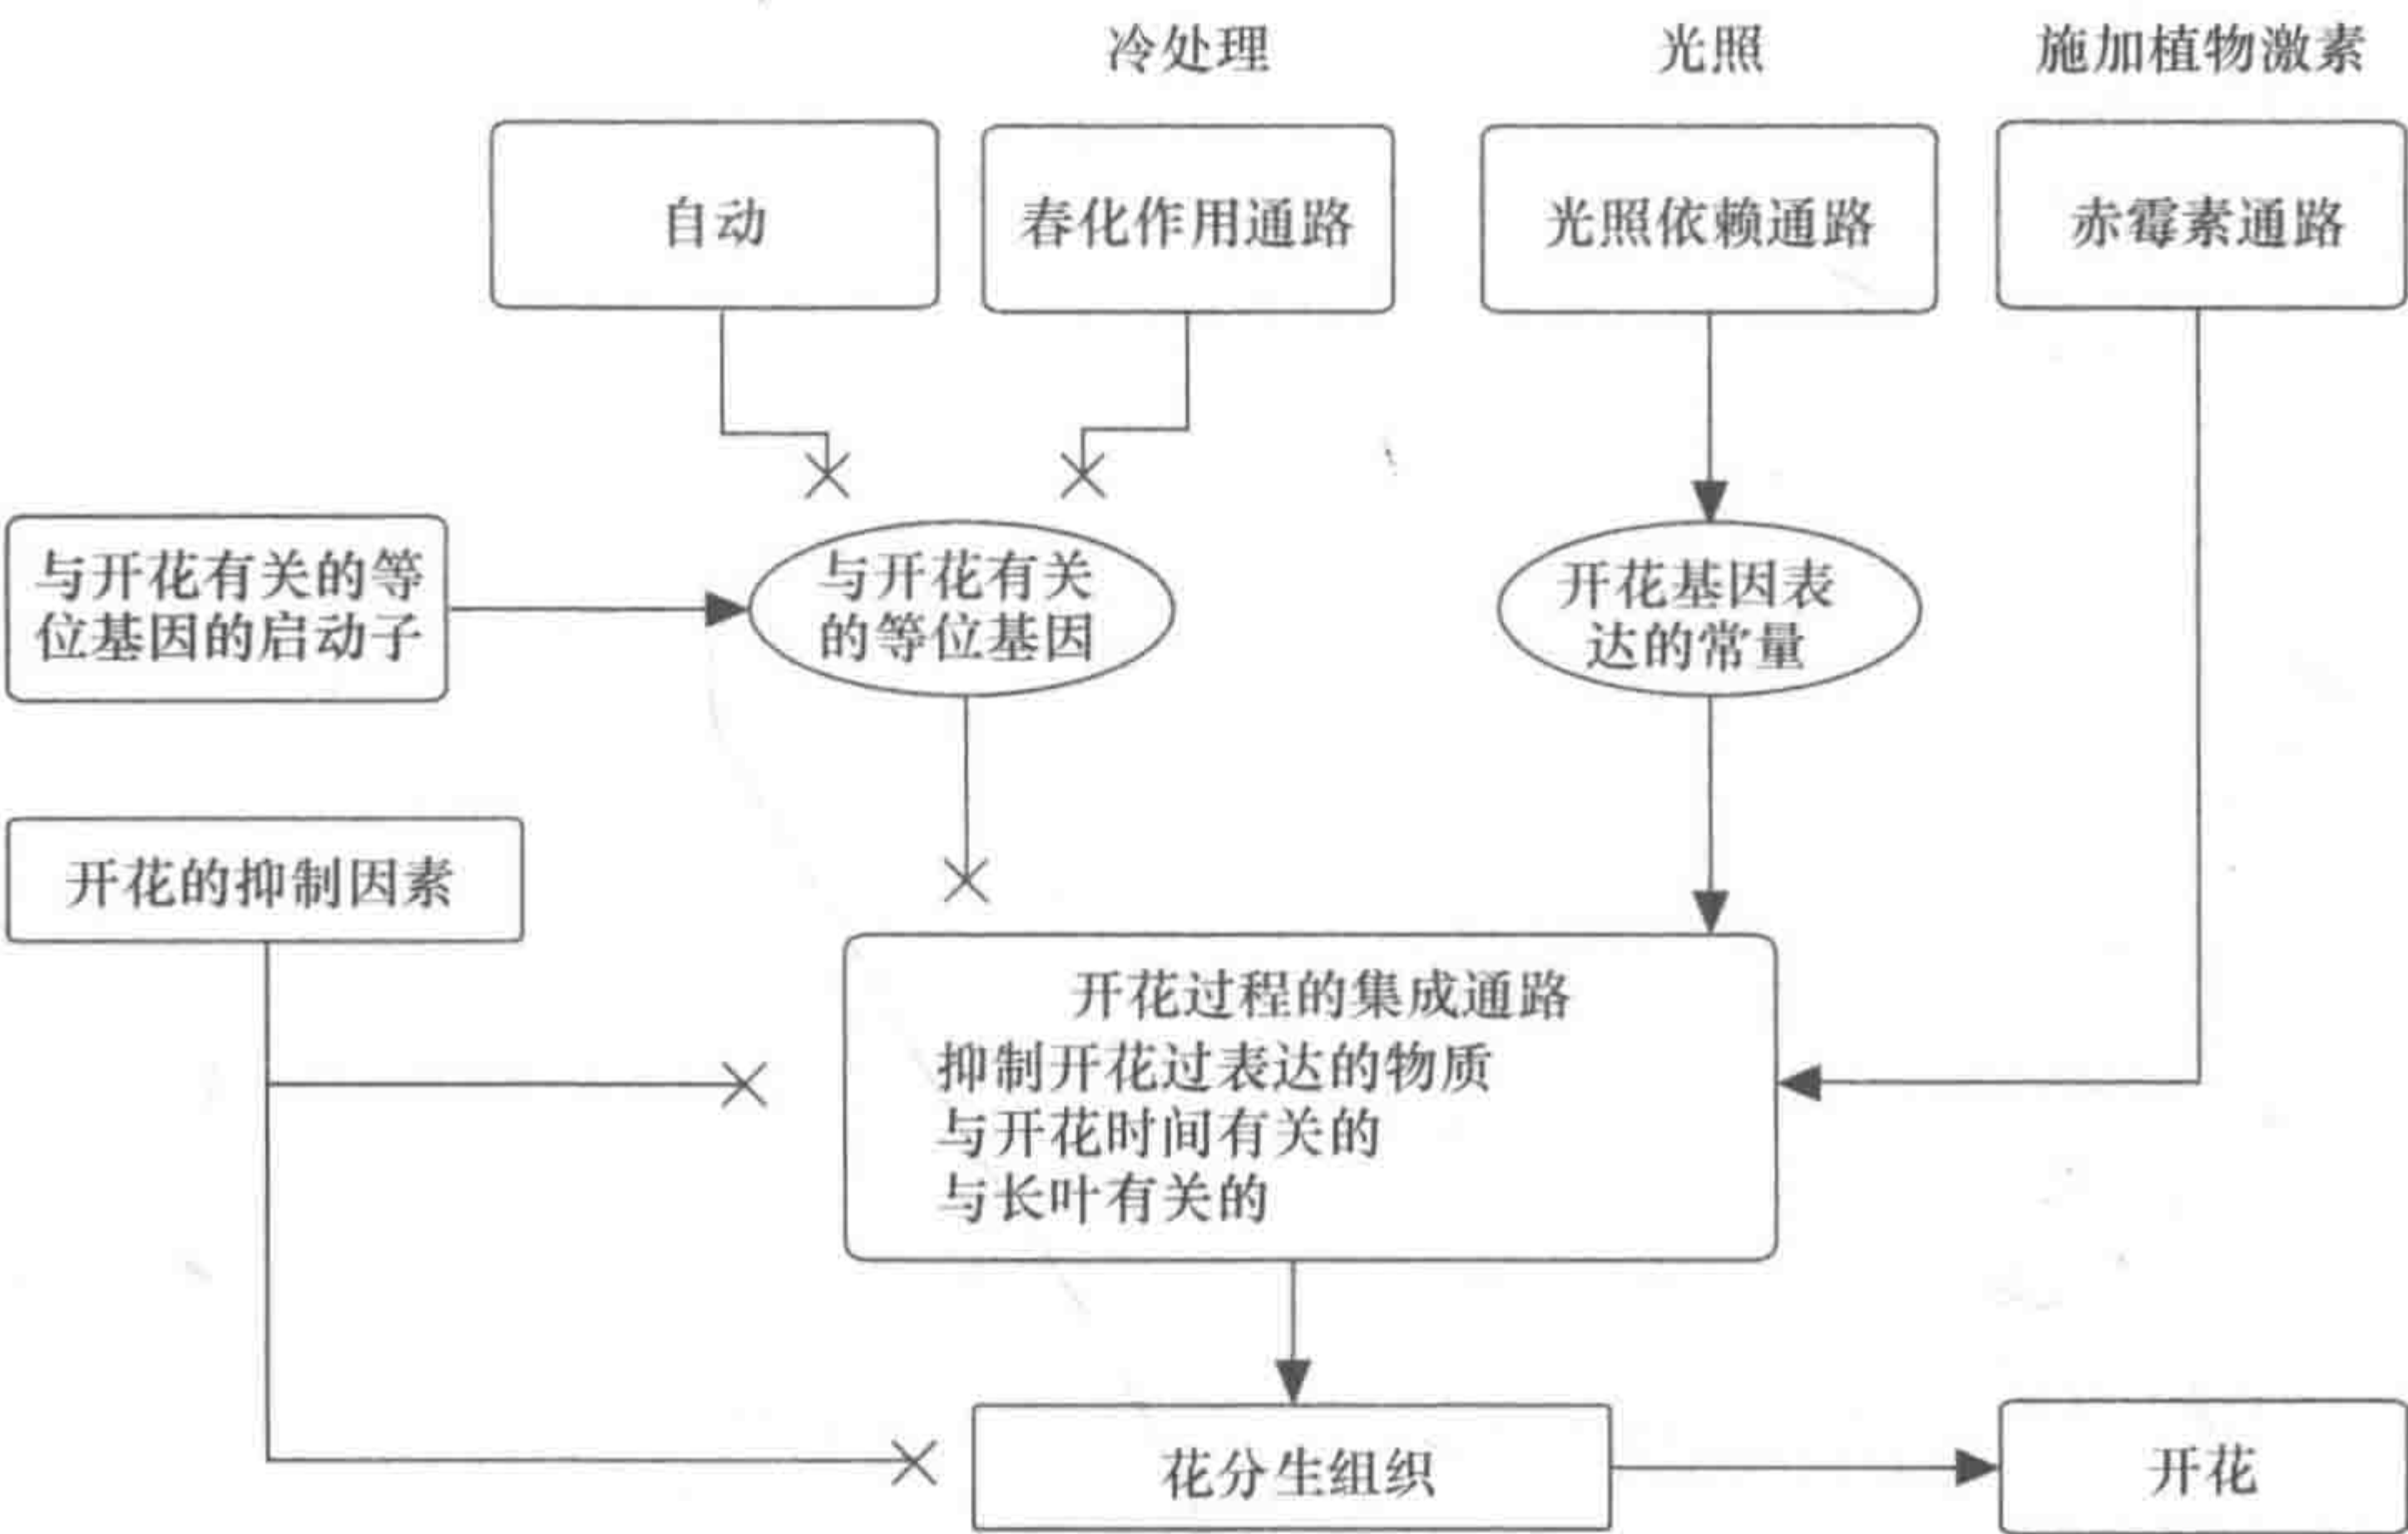 冷处理
光照
施加植物激素
自动
春化作用通路
光照依赖通路
赤霉素通路
与开花有关的等
位基因的启动子
与开花有关
的等位基因
开花基因表
达的常量
开花的抑制因素
开花过程的集成通路
抑制开花过表达的物质
与开花时间有关的
与长叶有关的
花分生组织
开花